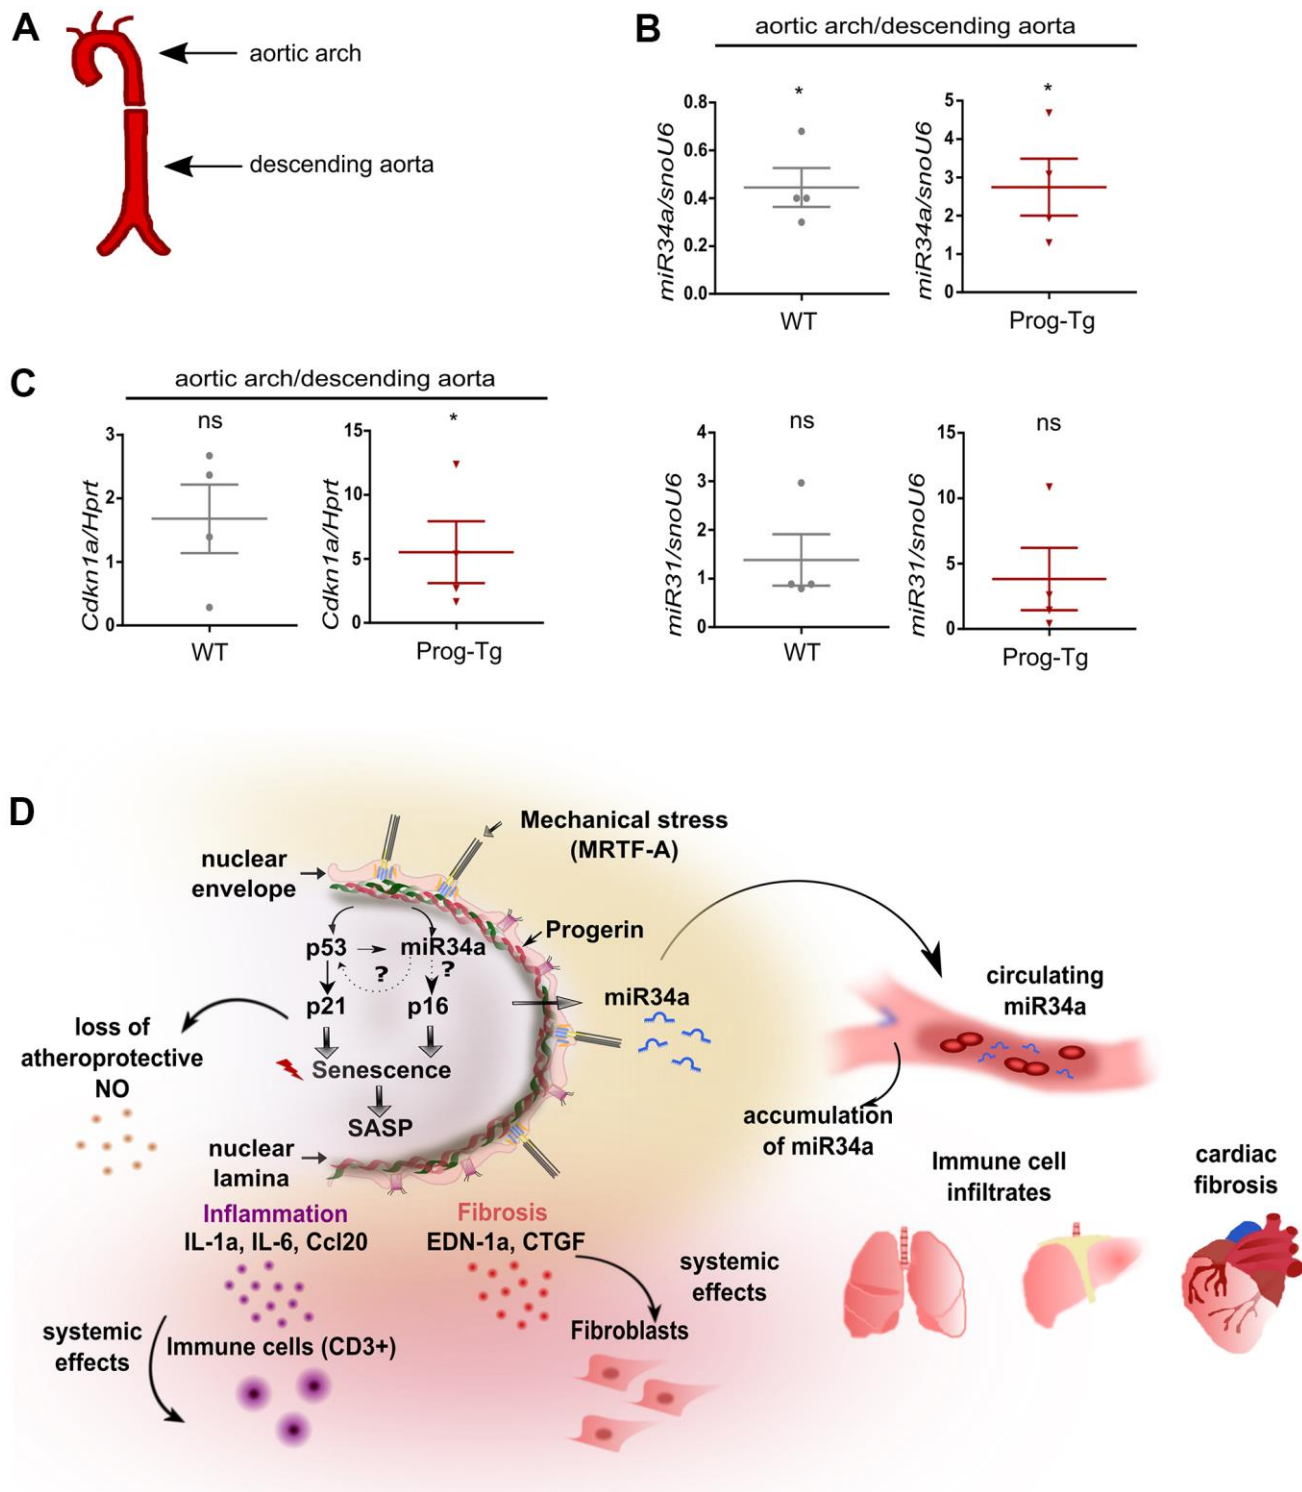 A
aortic arch
descending aorta
B
aortic arch/descending aorta
miR34a/snoU6
0.8
0.6
0.4
0.2
0.0
*
WT
miR34a/snoU6
5
4
3
2
1
0
*
Prog-Tg
C
aortic arch/descending aorta
Cdkn1a/Hprt
3
2
1
0
ns
WT
Cdkn1a/Hprt
15
10
5
0
*
Prog-Tg
miR31/snoU6
4
3
2
1
0
ns
WT
miR31/snoU6
15
10
5
0
ns
Prog-Tg
D
Mechanical stress
(MRTF-A)
nuclear
envelope
Progerin
p53
miR34a
?
?
p21
p16
Senescence
SASP
miR34a
circulating
miR34a
loss of
atheroprotective
NO
accumulation
of miR34a
nuclear
lamina
Immune cell
infiltrates
cardiac
fibrosis
Inflammation
IL-1a, IL-6, Ccl20
Fibrosis
EDN-1a, CTGF
systemic
effects
Fibroblasts
systemic
effects
Immune cells (CD3+)